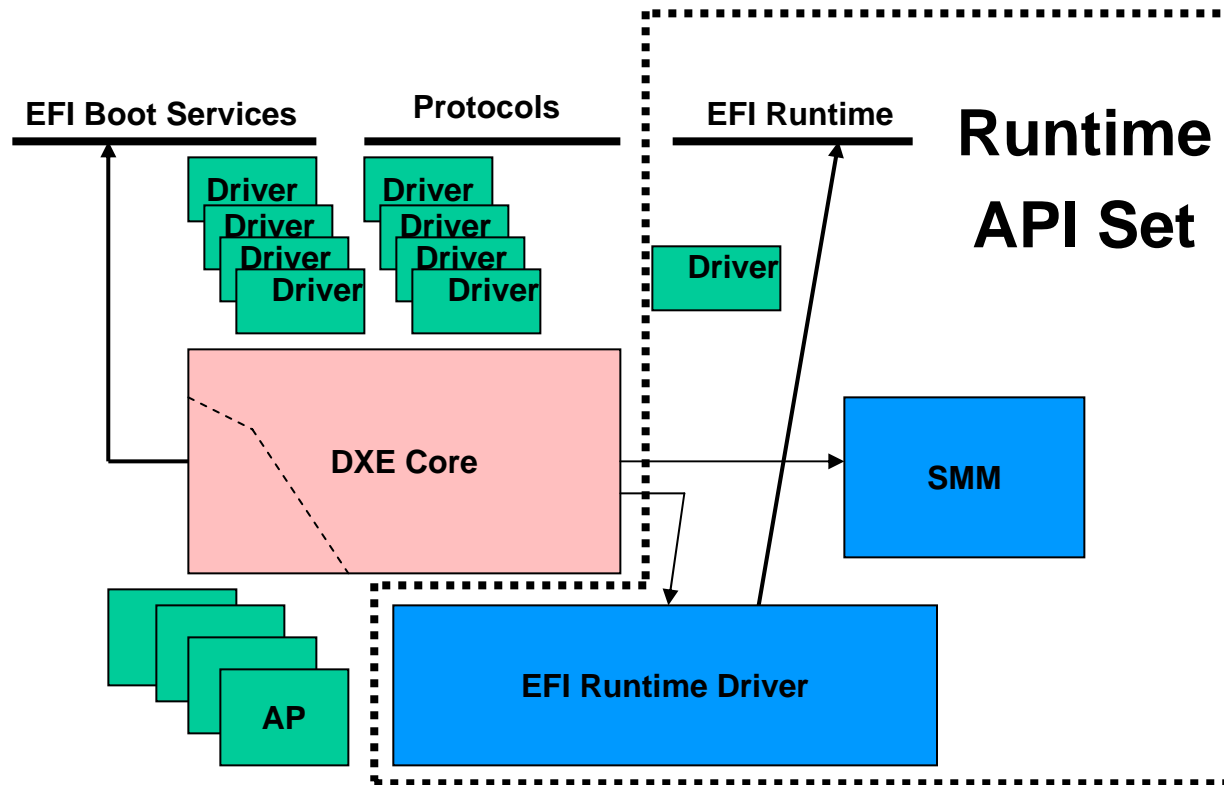 EFI Boot Services
Protocols
EFI Runtime
Runtime
API Set
Driver
Driver
Driver
Driver
Driver
Driver
Driver
Driver
Driver
DXE Core
SMM
EFI Runtime Driver
AP